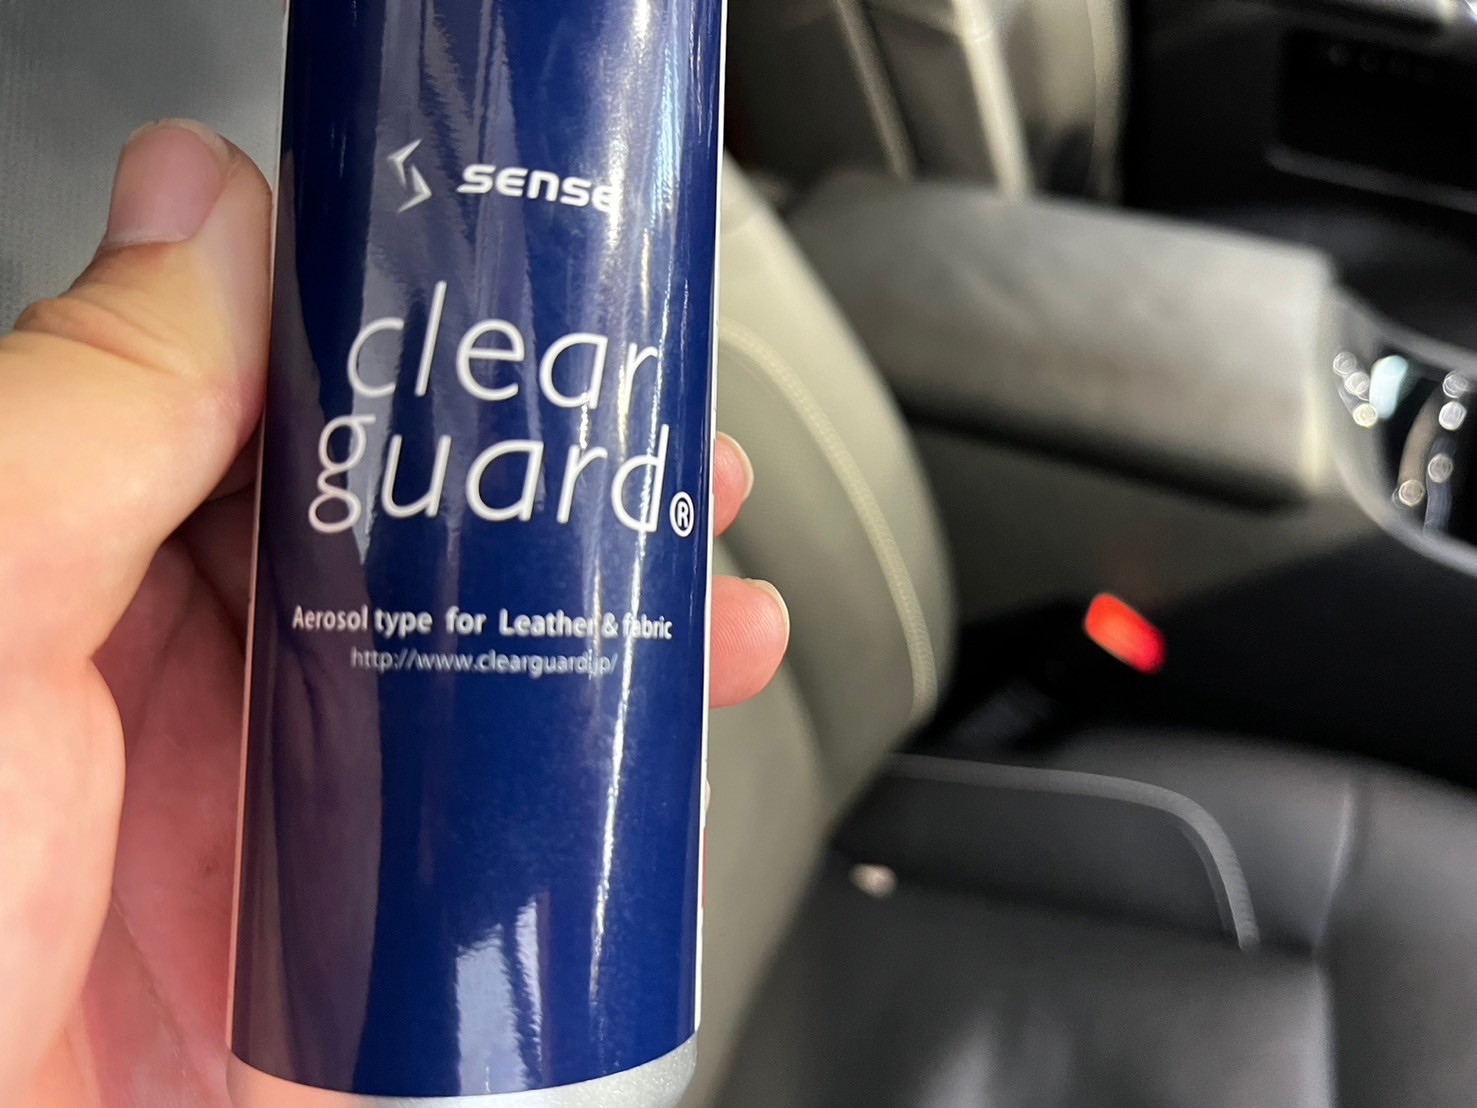 SENSE
clear
guard®
Aerosol type for Leather & fabric
http://www.clearguard.jp/